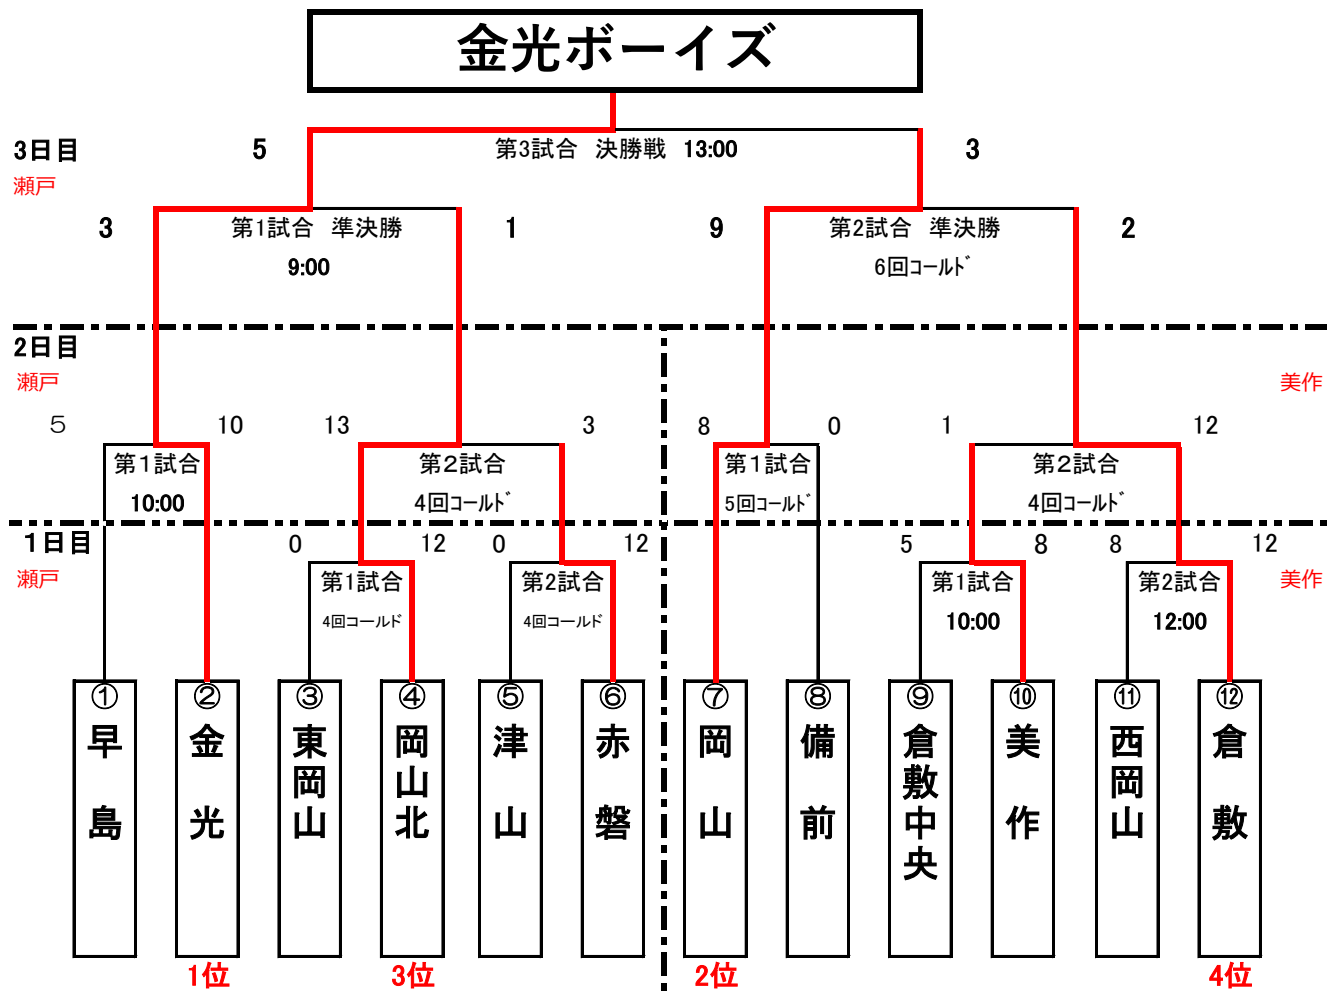 金光ボーイズ
3日目
5
第3試合 決勝戦 13:00
3
瀬戸
3
第1試合 準決勝
1
9
第2試合 準決勝
2
9:00
6回コールド
2日目
瀬戸
美作
5
10
13
3
8
0
1
12
第1試合
第2試合
第1試合
第2試合
10:00
4回コールド
5回コールド
4回コールド
1日目
0
12
0
12
5
8
8
12
瀬戸
第1試合
第2試合
第1試合
第2試合
美作
4回コールド
4回コールド
10:00
12:00
①早島
②金光
③東岡山
④岡山北
⑤津山
⑥赤磐
⑦岡山
⑧備前
⑨倉敷中央
⑩美作
⑪西岡山
⑫倉敷
1位
3位
2位
4位